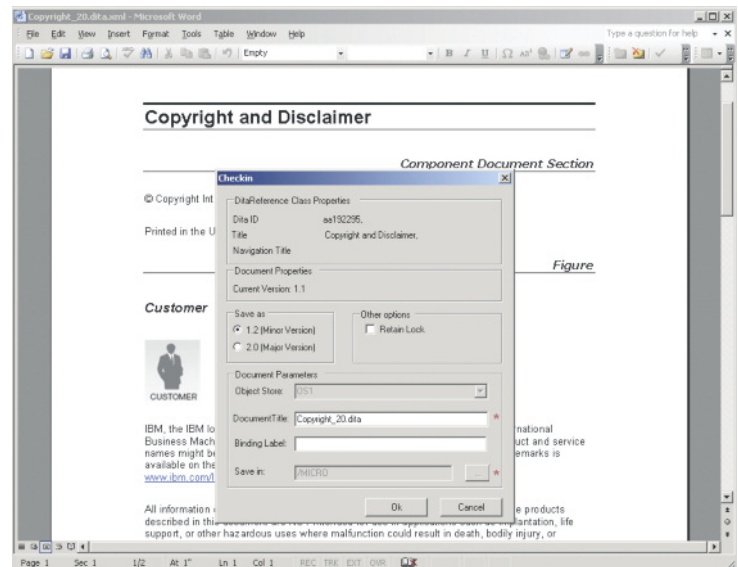 Copyright_20.dita.xml - Microsoft Word
File Edit View Insert Format Tools Table Window Help
Type a question for help
Empty
B I U
Copyright and Disclaimer
Component Document Section
© Copyright Int
Printed in the U
Figure
Customer
CUSTOMER
IBM, the IBM lo
rnational
Business Mach
uct and service
names might b
emarks is
available on the
www.ibm.com/l
All information
e products
described in this
plantation, life
support, or other hazardous uses where malfunction could result in death, bodily injury, or
Checkin
DitaReference Class Properties
Dita ID aa192295,
Title Copyright and Disclaimer,
Navigation Title
Document Properties
Current Version: 1.1
Save as
1.2 (Minor Version)
2.0 (Major Version)
Other options
Retain Lock
Document Parameters
Object Store: OS1
DocumentTitle: Copyright_20.dita *
Binding Label:
Save in: /MICRO ... *
Ok Cancel
Page 1 Sec 1 1/2 At 1" Ln 1 Col 1 REC TRK EXT OVR